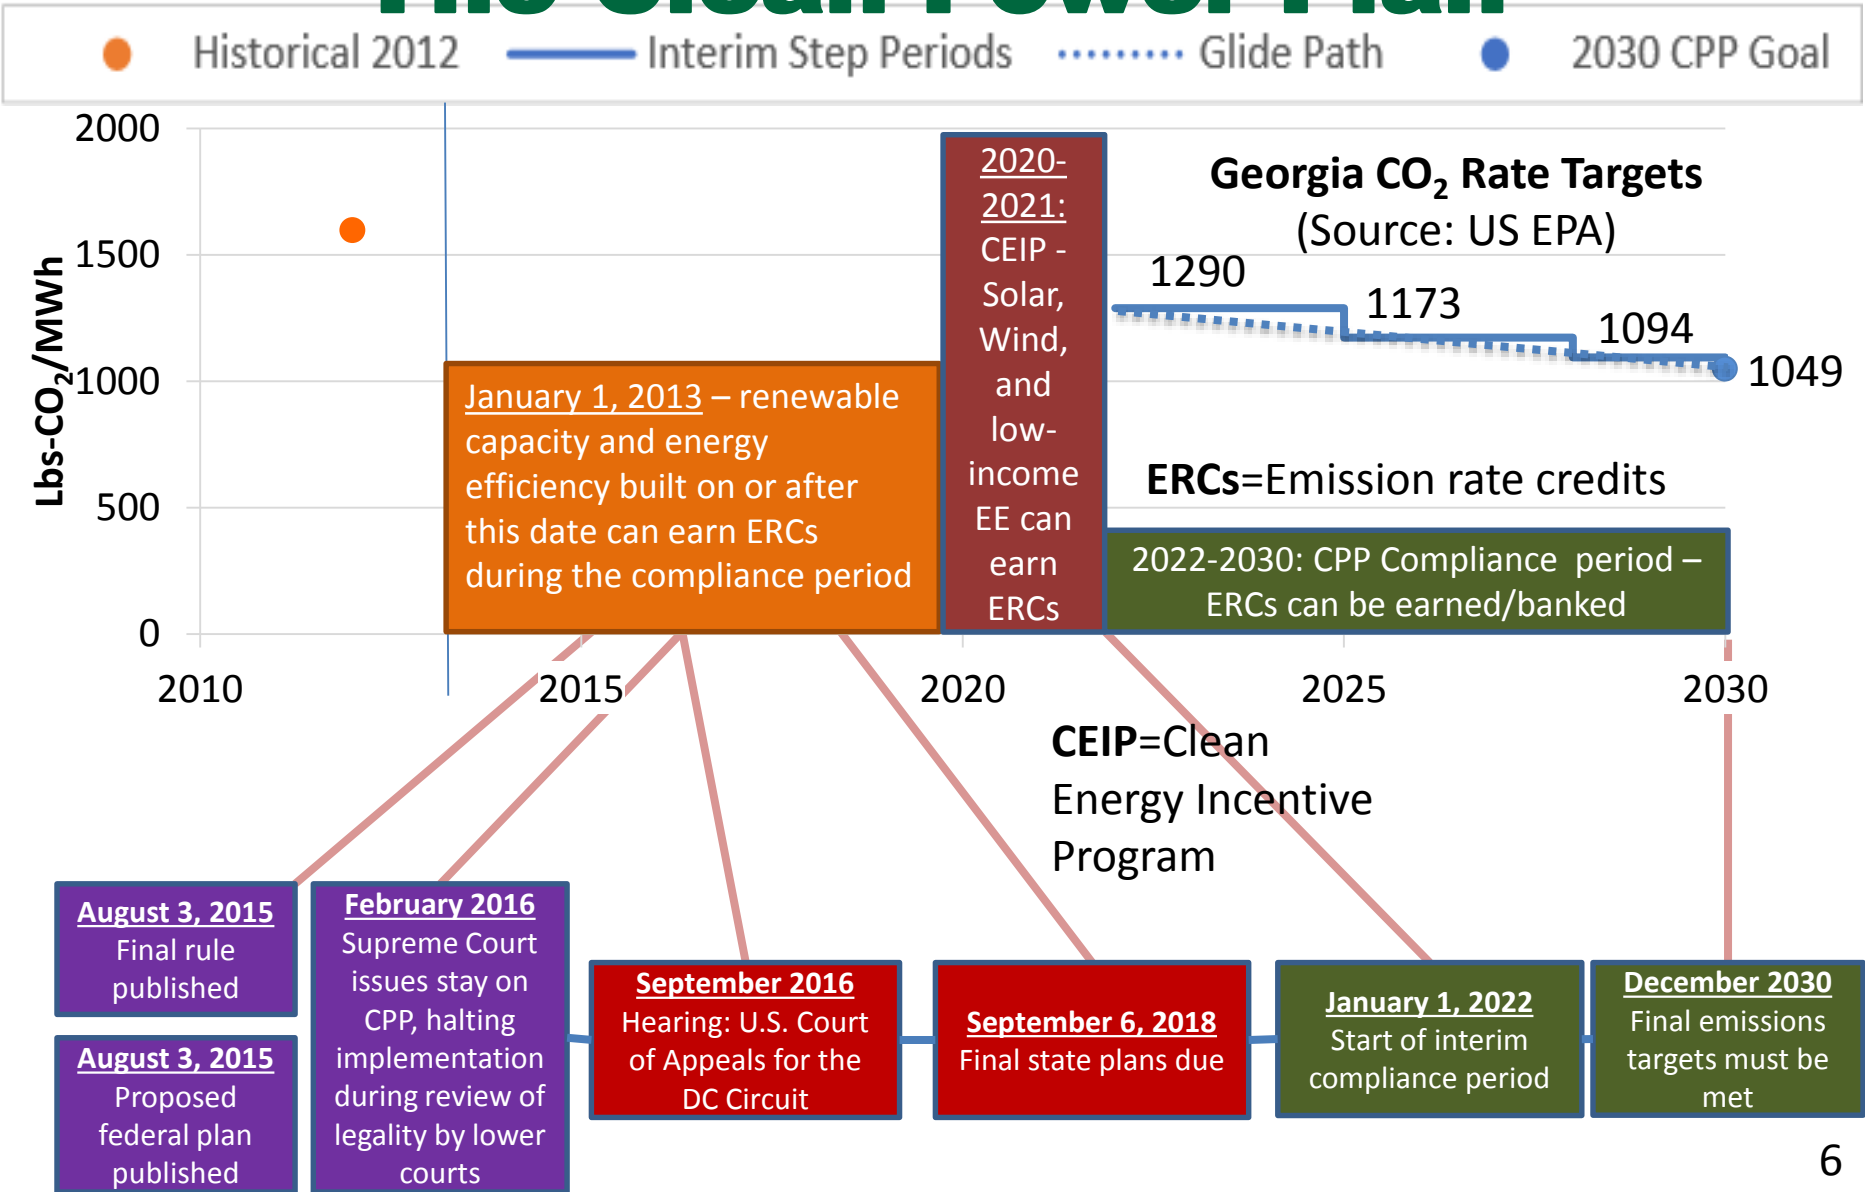 The Clean Power Plan
Historical 2012
Interim Step Periods
Glide Path
2030 CPP Goal
Lbs-CO₂/MWh
2000
1500
1000
500
0
2010
2015
2020
2025
2030
Georgia CO₂ Rate Targets
(Source: US EPA)
1290
1173
1094
1049
2020-
2021:
CEIP -
Solar,
Wind,
and
low-
income
EE can
earn
ERCs
January 1, 2013 – renewable
capacity and energy
efficiency built on or after
this date can earn ERCs
during the compliance period
ERCs=Emission rate credits
2022-2030: CPP Compliance period –
ERCs can be earned/banked
CEIP=Clean
Energy Incentive
Program
August 3, 2015
Final rule
published
August 3, 2015
Proposed
federal plan
published
February 2016
Supreme Court
issues stay on
CPP, halting
implementation
during review of
legality by lower
courts
September 2016
Hearing: U.S. Court
of Appeals for the
DC Circuit
September 6, 2018
Final state plans due
January 1, 2022
Start of interim
compliance period
December 2030
Final emissions
targets must be
met
6